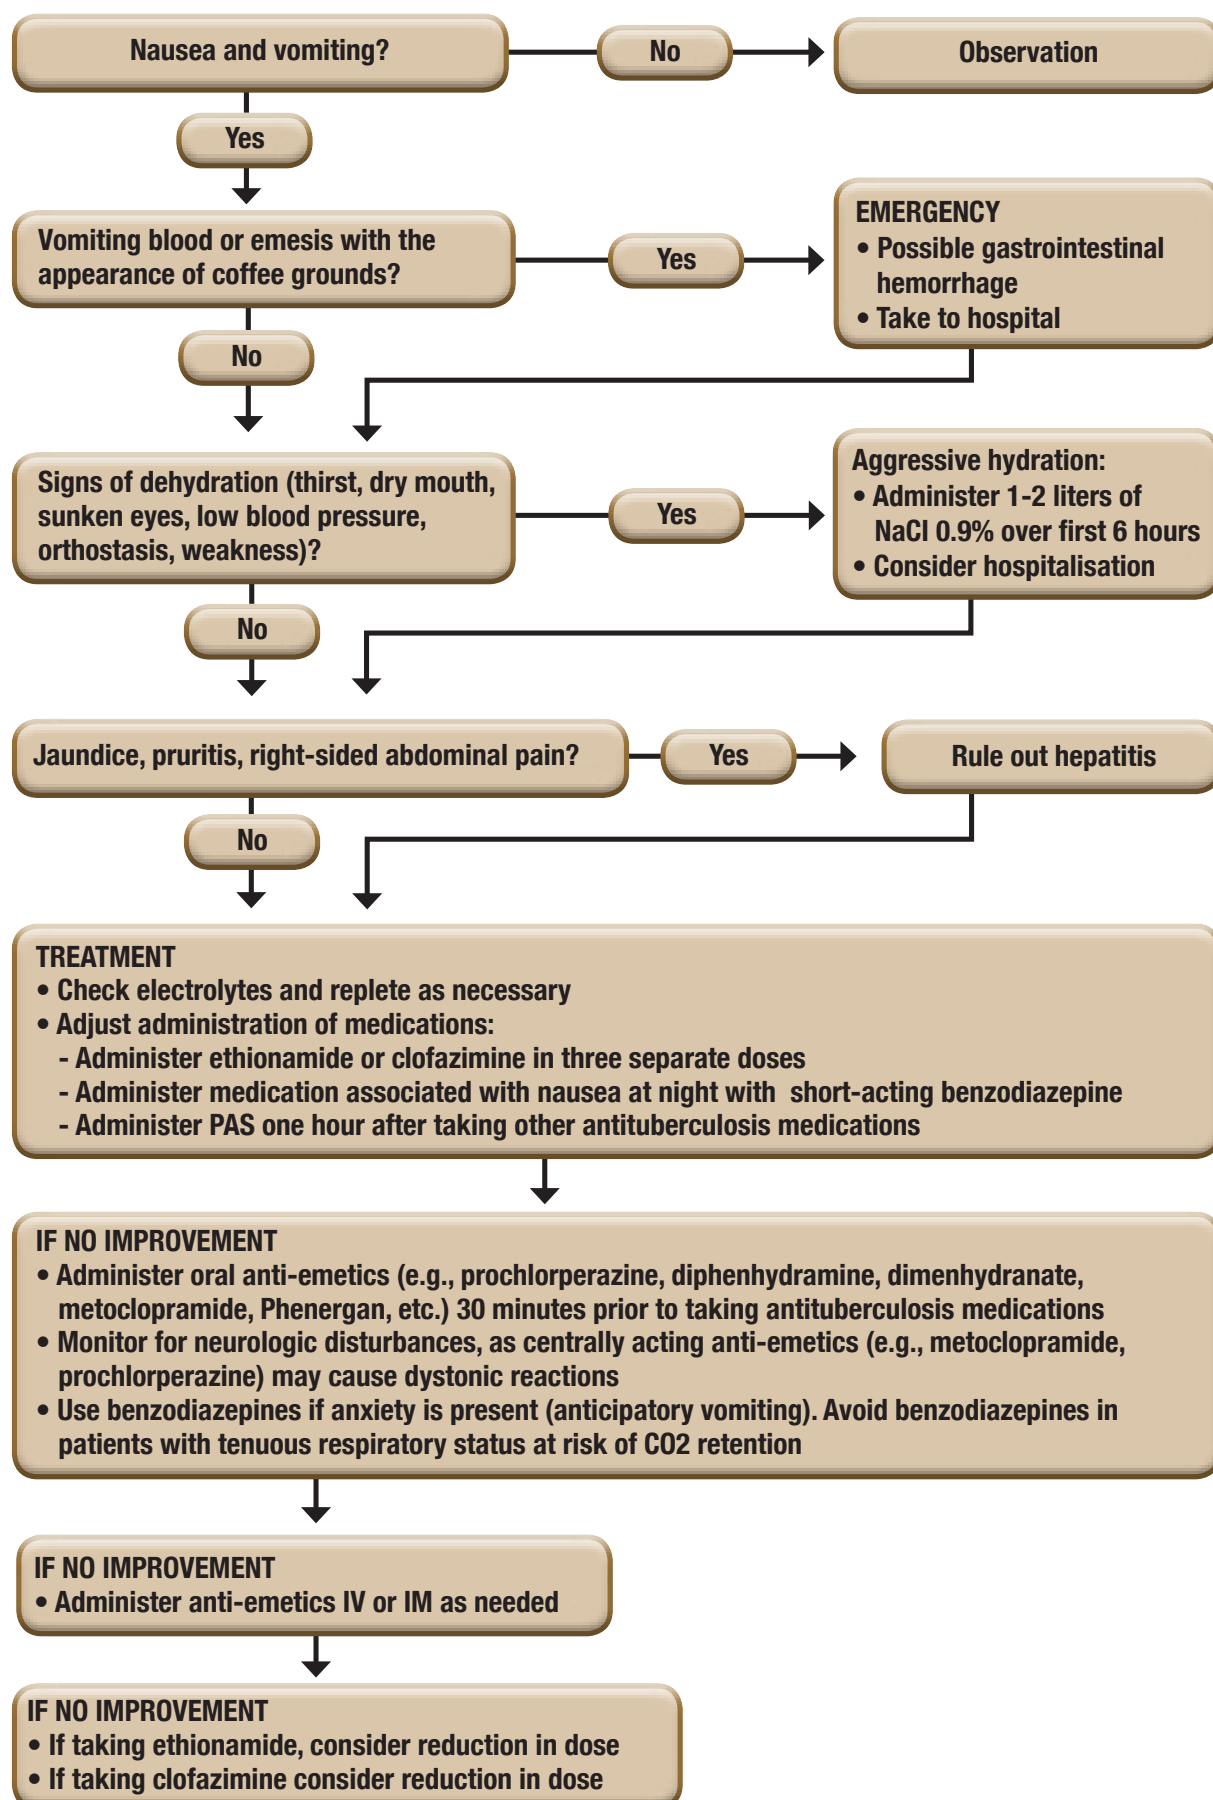 Nausea and vomiting?
No
Observation
Yes
Vomiting blood or emesis with the
appearance of coffee grounds?
Yes
EMERGENCY
• Possible gastrointestinal
hemorrhage
• Take to hospital
No
Signs of dehydration (thirst, dry mouth,
sunken eyes, low blood pressure,
orthostasis, weakness)?
Yes
Aggressive hydration:
• Administer 1-2 liters of
NaCl 0.9% over first 6 hours
• Consider hospitalisation
No
Jaundice, pruritis, right-sided abdominal pain?
Yes
Rule out hepatitis
No
TREATMENT
• Check electrolytes and replete as necessary
• Adjust administration of medications:
- Administer ethionamide or clofazimine in three separate doses
- Administer medication associated with nausea at night with short-acting benzodiazepine
- Administer PAS one hour after taking other antituberculosis medications
IF NO IMPROVEMENT
• Administer oral anti-emetics (e.g., prochlorperazine, diphenhydramine, dimenhydranate,
metoclopramide, Phenergan, etc.) 30 minutes prior to taking antituberculosis medications
• Monitor for neurologic disturbances, as centrally acting anti-emetics (e.g., metoclopramide,
prochlorperazine) may cause dystonic reactions
• Use benzodiazepines if anxiety is present (anticipatory vomiting). Avoid benzodiazepines in
patients with tenuous respiratory status at risk of CO2 retention
IF NO IMPROVEMENT
• Administer anti-emetics IV or IM as needed
IF NO IMPROVEMENT
• If taking ethionamide, consider reduction in dose
• If taking clofazimine consider reduction in dose